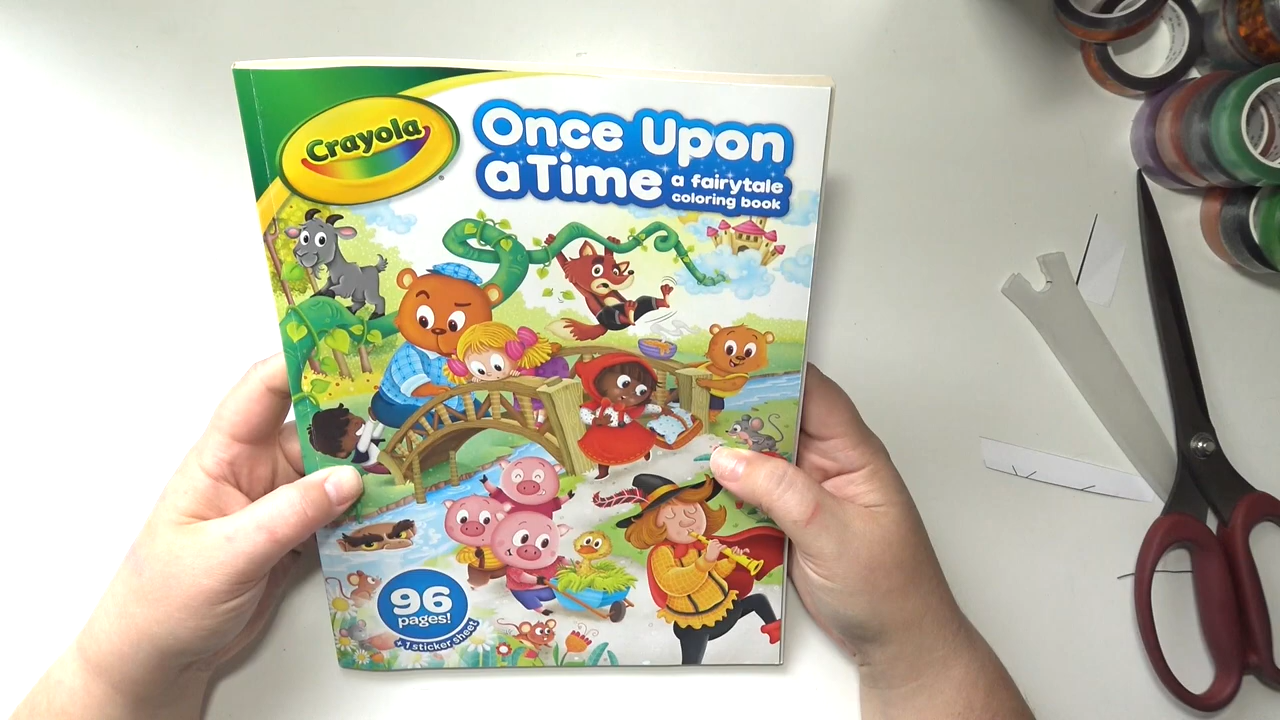 Crayola
Once Upon
a Time
a fairytale
coloring book
96
pages!
+ 1 sticker sheet